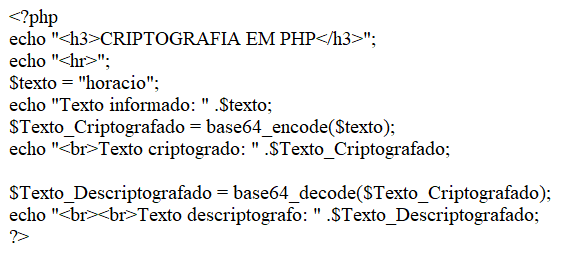 <?php
echo "<h3>CRIPTOGRAFIA EM PHP</h3>";
echo "<hr>";
$texto = "horacio";
echo "Texto informado: " .$texto;
$Texto_Criptografado = base64_encode($texto);
echo "<br>Texto criptogrado: " .$Texto_Criptografado;
$Texto_Descriptografado = base64_decode($Texto_Criptografado);
echo "<br><br>Texto descriptografo: " .$Texto_Descriptografado;
?>